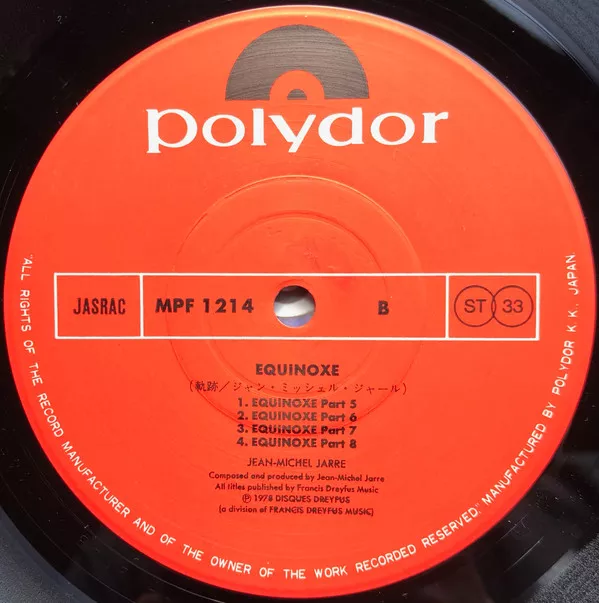 polydor
JASRAC
MPF 1214
B
ST 33
EQUINOXE
(軌跡／ジャン・ミッシェル・ジャール)
1. EQUINOXE Part 5
2. EQUINOXE Part 6
3. EQUINOXE Part 7
4. EQUINOXE Part 8
JEAN-MICHEL JARRE
Composed and produced by Jean-Michel Jarre
All titles published by Francis Dreyfus Music
Ⓟ 1978 DISQUES DREYFUS
(a division of FRANCIS DREYFUS MUSIC)
"ALL RIGHTS OF THE RECORD MANUFACTURER AND OF THE OWNER OF THE WORK RECORDED RESERVED." MANUFACTURED BY POLYDOR K.K. JAPAN